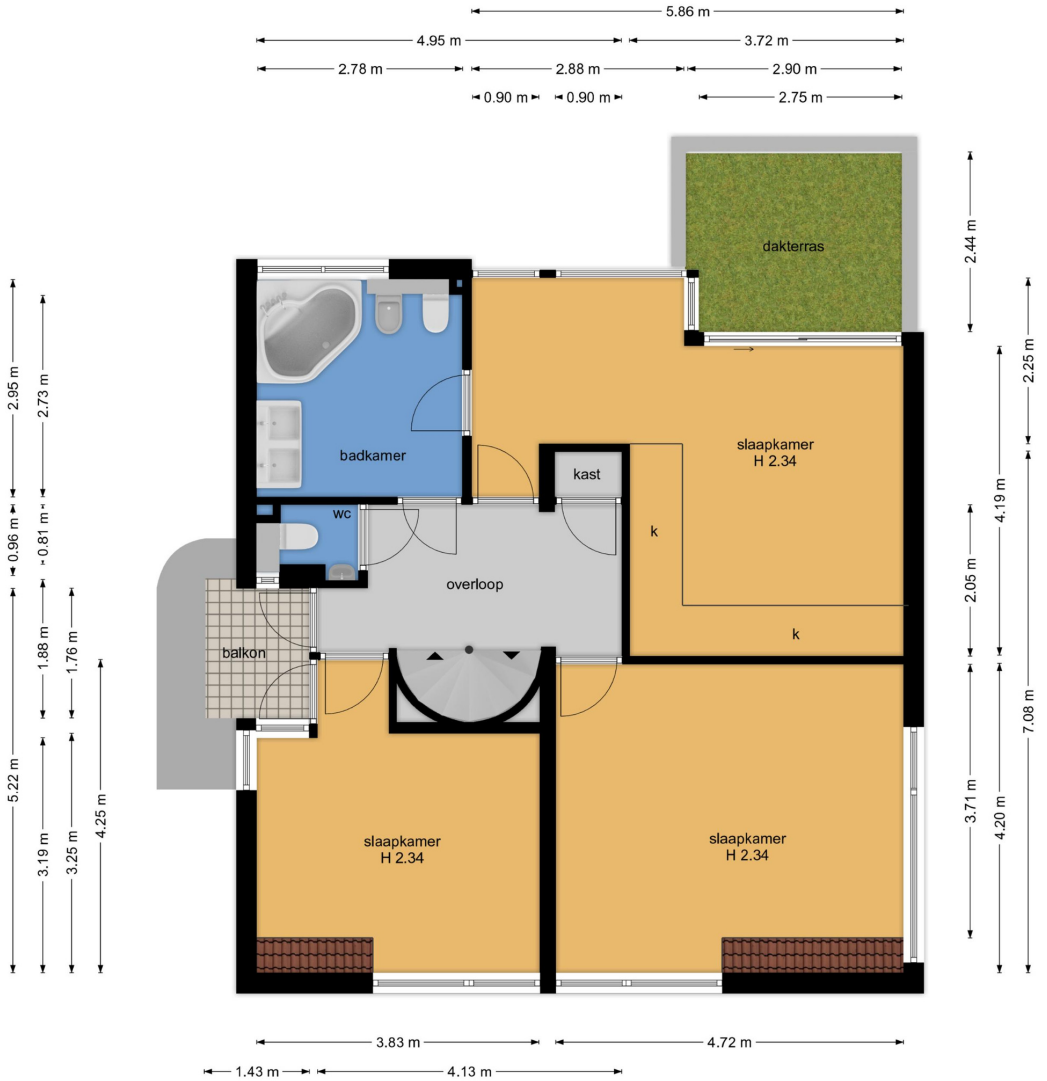 5.86 m
4.95 m
3.72 m
2.78 m
2.88 m
2.90 m
0.90 m
0.90 m
2.75 m
dakterras
2.44 m
2.25 m
2.95 m
2.73 m
badkamer
slaapkamer
H 2.34
kast
4.19 m
wc
k
0.96 m
0.81 m
overloop
2.05 m
k
balkon
1.88 m
1.76 m
7.08 m
5.22 m
3.19 m
3.25 m
4.25 m
slaapkamer
H 2.34
slaapkamer
H 2.34
3.71 m
4.20 m
3.83 m
4.72 m
1.43 m
4.13 m